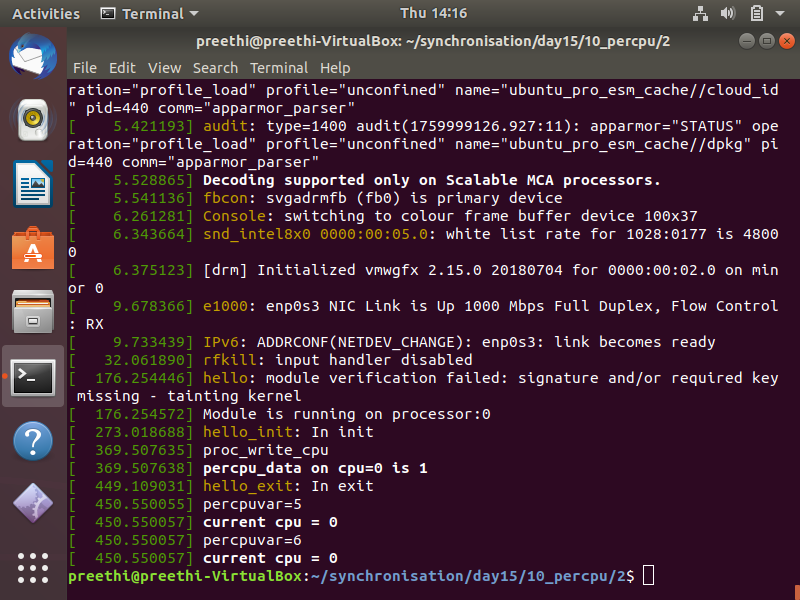 Activities Terminal Thu 14:16
preethi@preethi-VirtualBox: ~/synchronisation/day15/10_percpu/2
File Edit View Search Terminal Help
ration="profile_load" profile="unconfined" name="ubuntu_pro_esm_cache//cloud_id
" pid=440 comm="apparmor_parser"
[    5.421193] audit: type=1400 audit(1759999126.927:11): apparmor="STATUS" ope
ration="profile_load" profile="unconfined" name="ubuntu_pro_esm_cache//dpkg" pi
d=440 comm="apparmor_parser"
[    5.528865] Decoding supported only on Scalable MCA processors.
[    5.541136] fbcon: svgadrmfb (fb0) is primary device
[    6.261281] Console: switching to colour frame buffer device 100x37
[    6.343664] snd_intel8x0 0000:00:05.0: white list rate for 1028:0177 is 4800
0
[    6.375123] [drm] Initialized vmwgfx 2.15.0 20180704 for 0000:00:02.0 on min
or 0
[    9.678366] e1000: enp0s3 NIC Link is Up 1000 Mbps Full Duplex, Flow Control
: RX
[    9.733439] IPv6: ADDRCONF(NETDEV_CHANGE): enp0s3: link becomes ready
[   32.061890] rfkill: input handler disabled
[  176.254446] hello: module verification failed: signature and/or required key
 missing - tainting kernel
[  176.254572] Module is running on processor:0
[  273.018688] hello_init: In init
[  369.507635] proc_write_cpu
[  369.507638] percpu_data on cpu=0 is 1
[  449.109031] hello_exit: In exit
[  450.550055] percpuvar=5
[  450.550057] current cpu = 0
[  450.550057] percpuvar=6
[  450.550057] current cpu = 0
preethi@preethi-VirtualBox:~/synchronisation/day15/10_percpu/2$